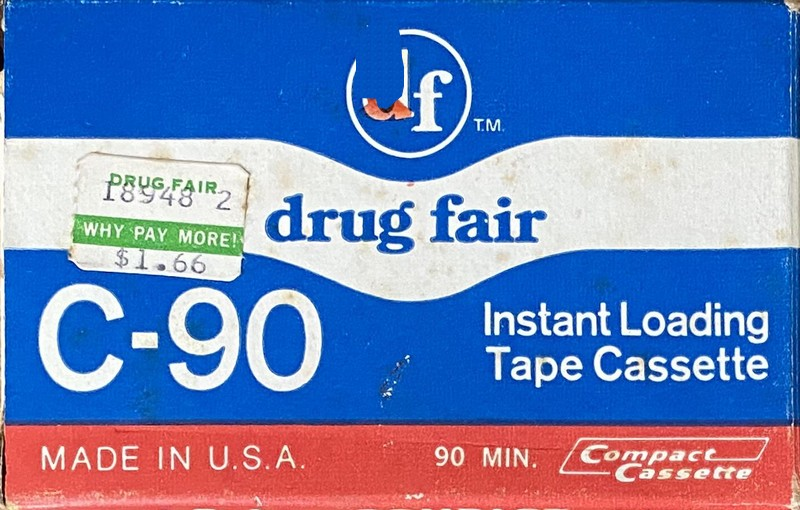 df
T.M.
DRUG FAIR
18948 2
WHY PAY MORE!
$1.66
drug fair
C-90
Instant Loading
Tape Cassette
MADE IN U.S.A.
90 MIN.
Compact
Cassette